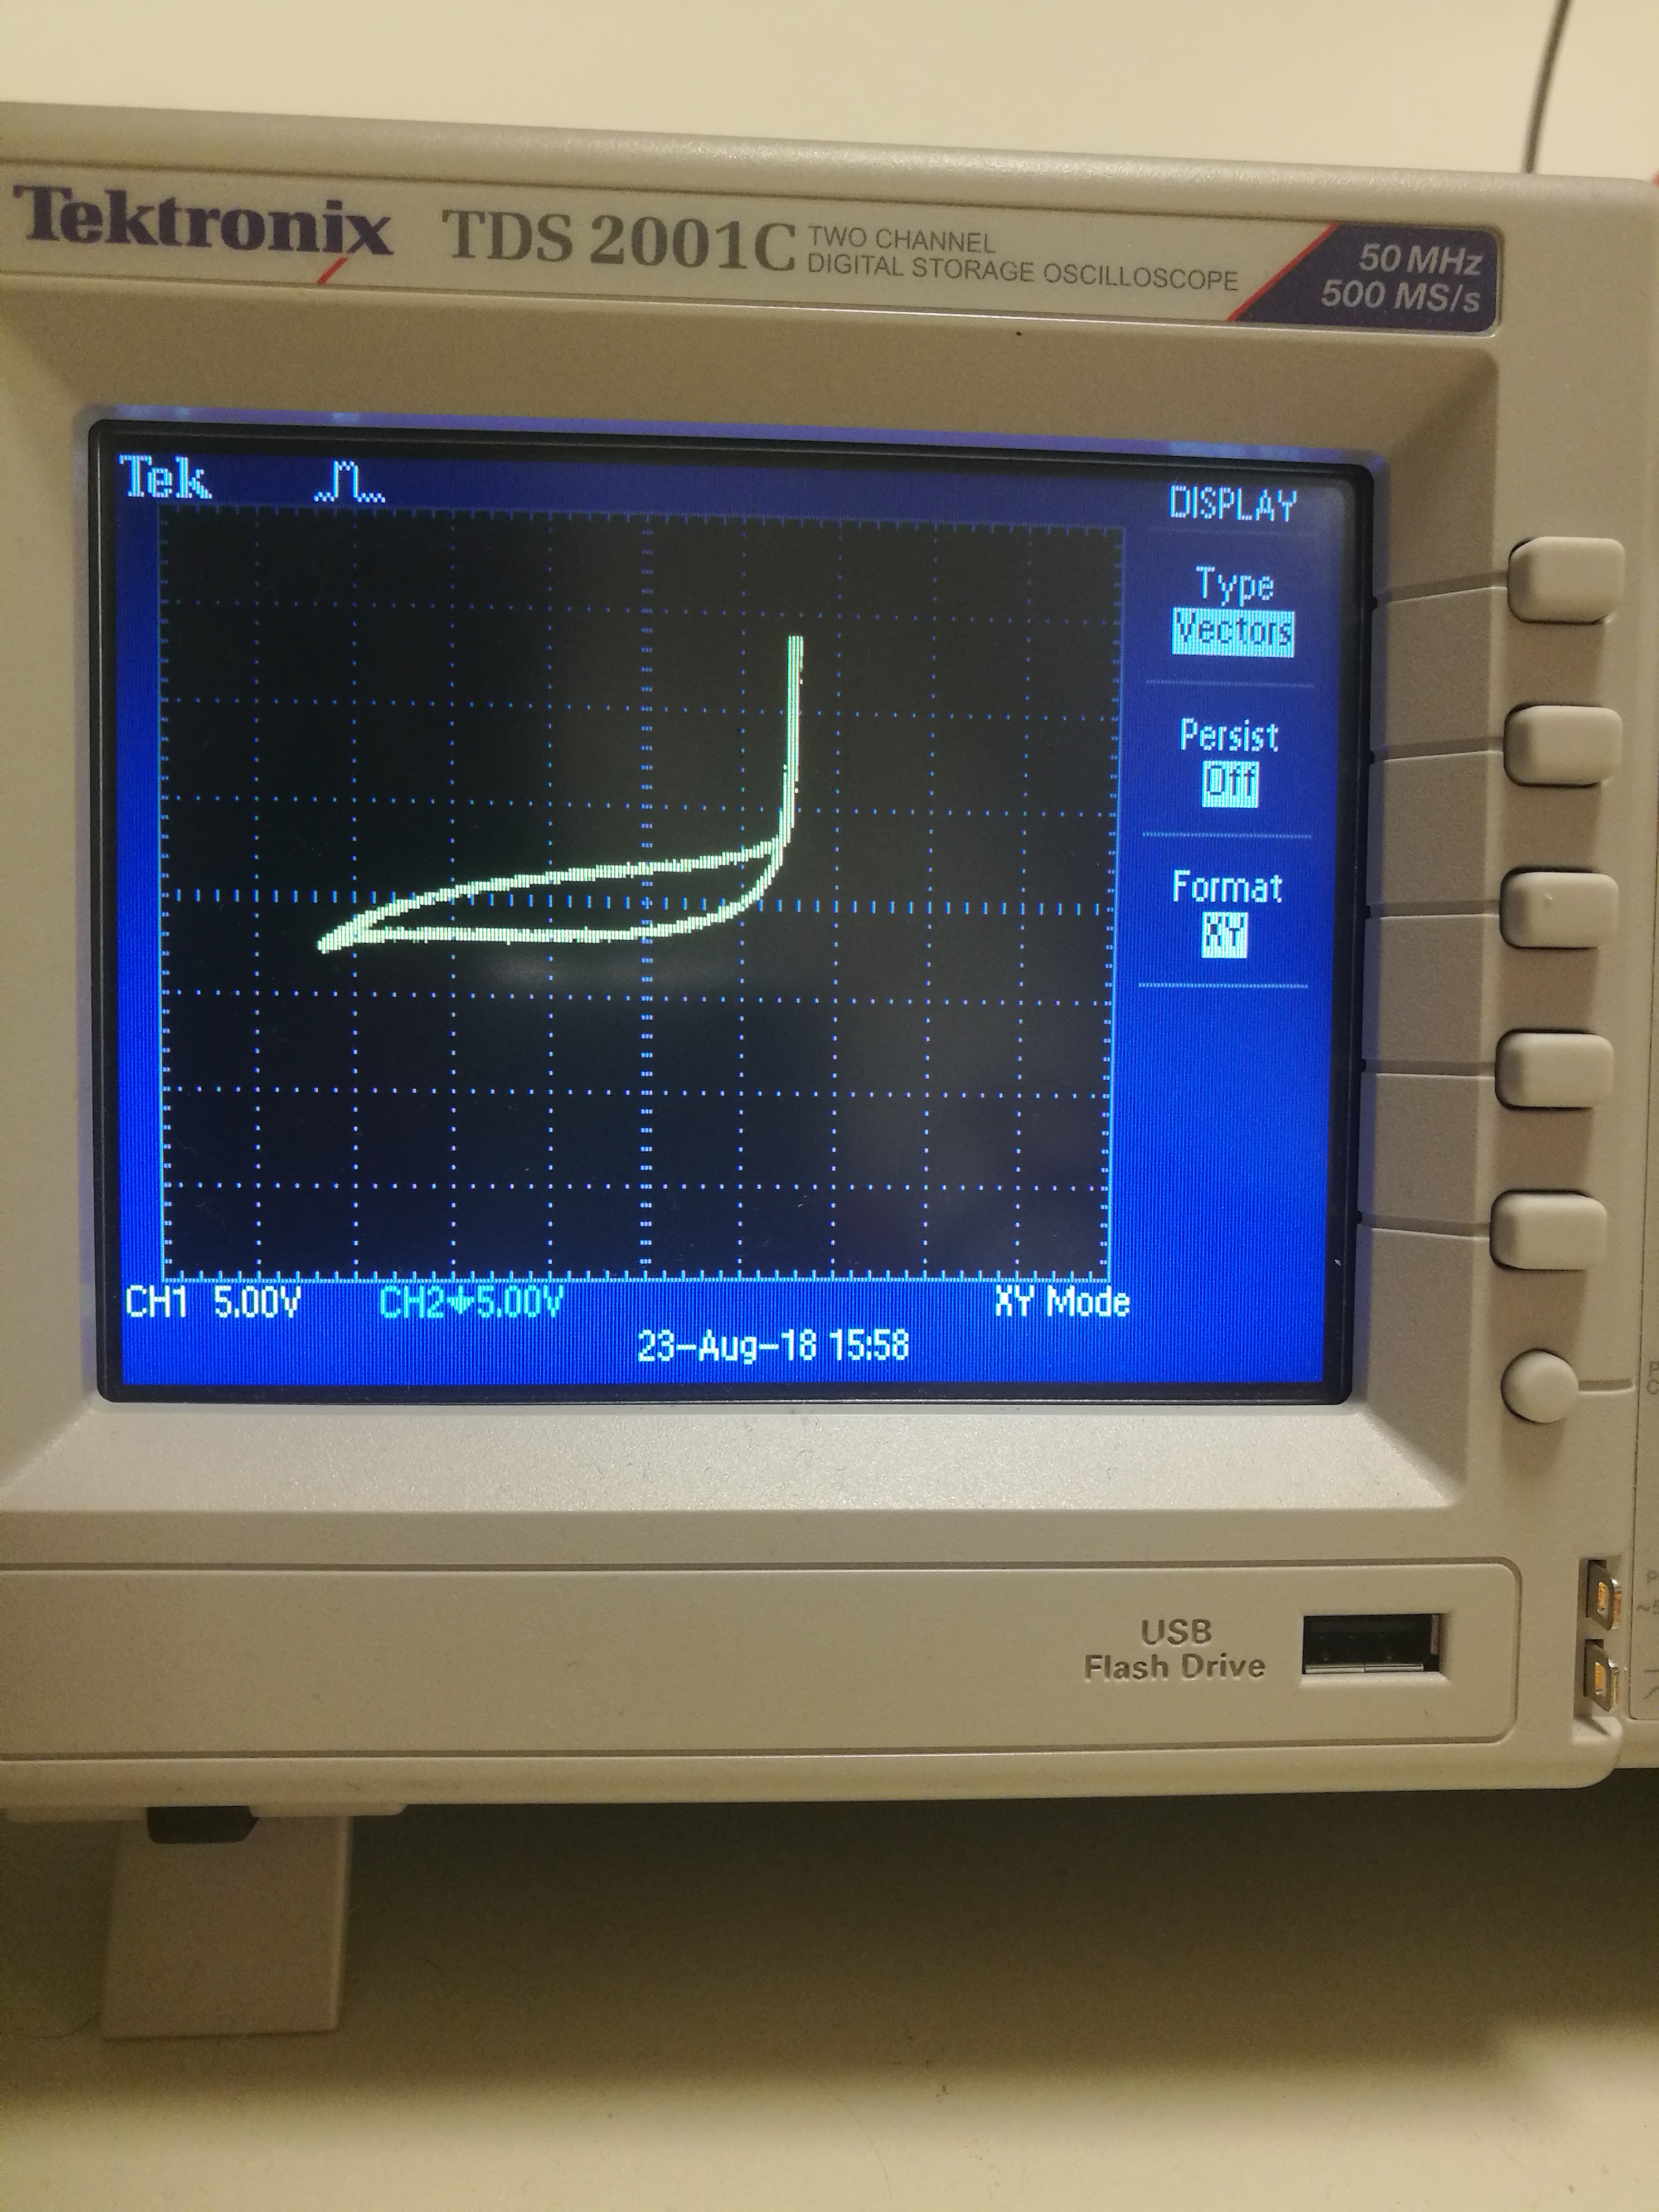 Tektronix TDS 2001C TWO CHANNEL
DIGITAL STORAGE OSCILLOSCOPE
50 MHz
500 MS/s
Tek
DISPLAY
Type
Vectors
Persist
Off
Format
XY
CH1 5.00V CH2 5.00V XY Mode
23-Aug-18 15:58
USB
Flash Drive